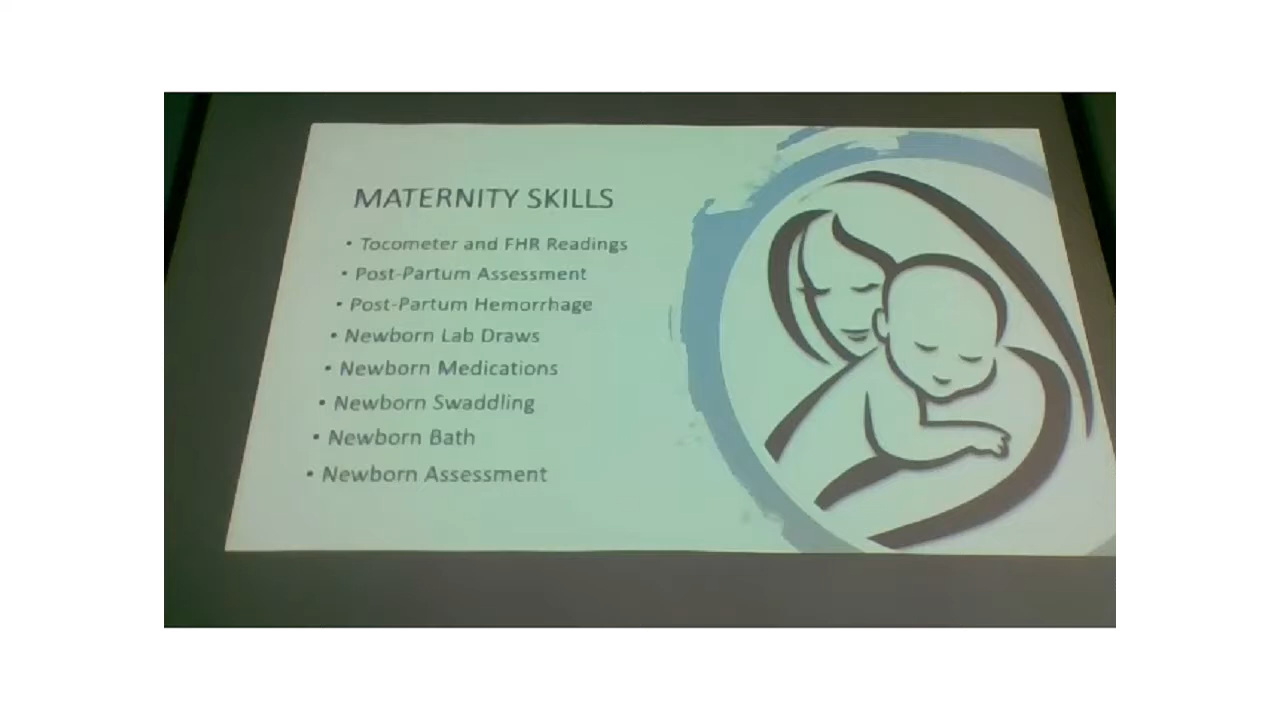 MATERNITY SKILLS
• Tocometer and FHR Readings
• Post-Partum Assessment
• Post-Partum Hemorrhage
• Newborn Lab Draws
• Newborn Medications
• Newborn Swaddling
• Newborn Bath
• Newborn Assessment